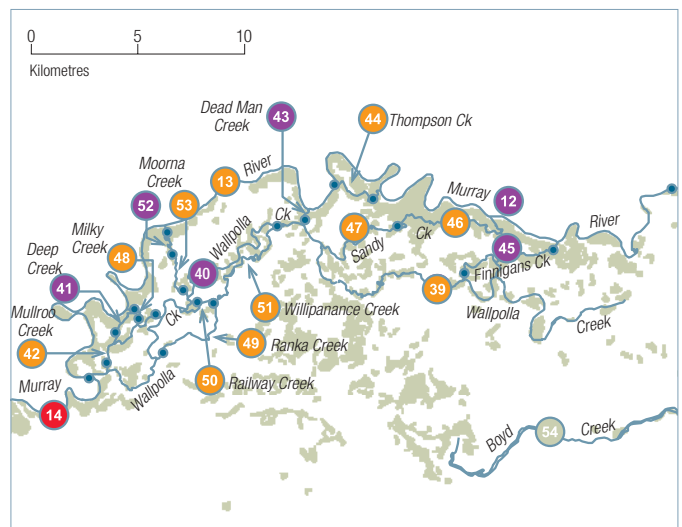 0 5 10
Kilometres
Dead Man
Creek
43
44
Thompson Ck
Moorna
Creek
13
River
52
53
Murray
12
Milky
Creek
48
Wallpolla
Ck
47
Sandy
Ck
46
River
Deep
Creek
41
40
45
Finnigans Ck
39
Wallpolla
Creek
Mullroo
Creek
42
Ck
51
Willipanance Creek
49
Ranka Creek
50
Railway Creek
Murray
Wallpolla
14
Boyd
54
Creek